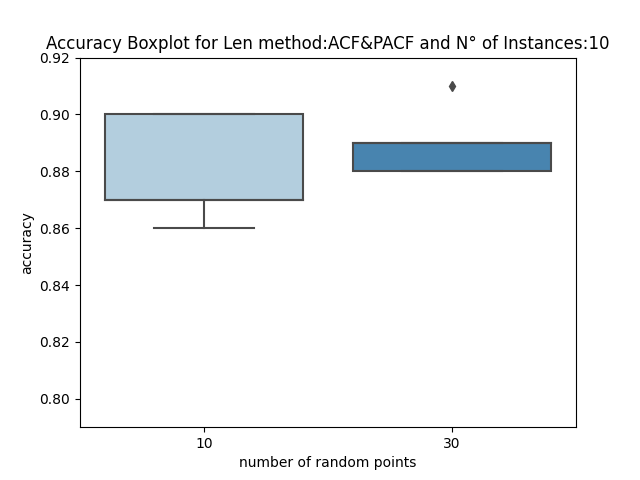 Accuracy Boxplot for Len method:ACF&PACF and N° of Instances:10
0.92
0.90
0.88
0.86
0.84
0.82
0.80
accuracy
10 30
number of random points